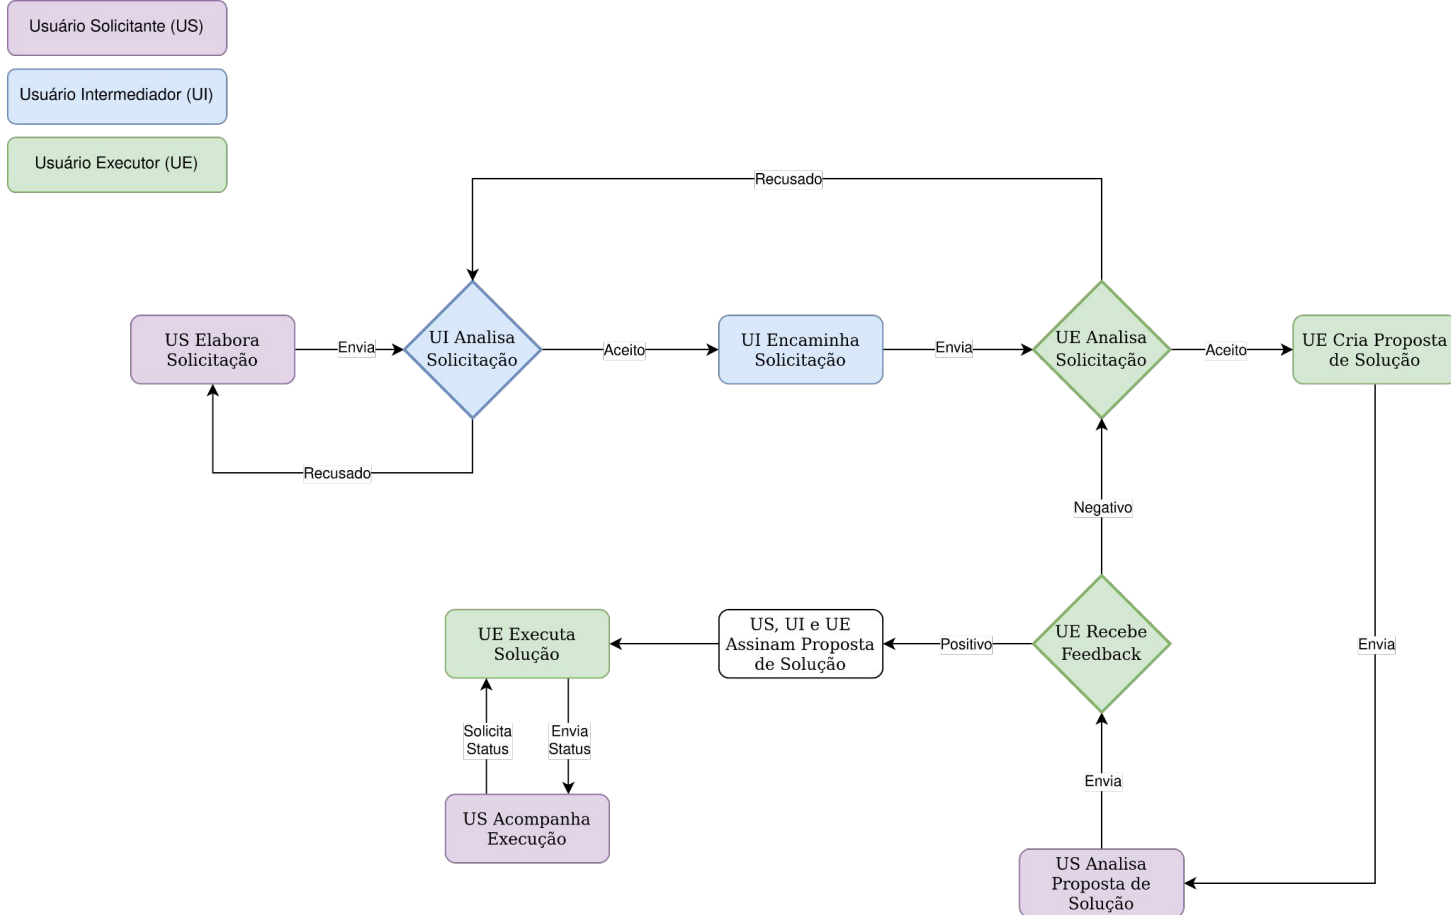 Usuário Solicitante (US)
Usuário Intermediador (UI)
Usuário Executor (UE)
Recusado
US Elabora
Solicitação
Envia
UI Analisa
Solicitação
Aceito
UI Encaminha
Solicitação
Envia
UE Analisa
Solicitação
Aceito
UE Cria Proposta
de Solução
Recusado
Negativo
UE Executa
Solução
US, UI e UE
Assinam Proposta
de Solução
Positivo
UE Recebe
Feedback
Envia
Solicita
Status
Envia
Status
Envia
US Acompanha
Execução
US Analisa
Proposta de
Solução